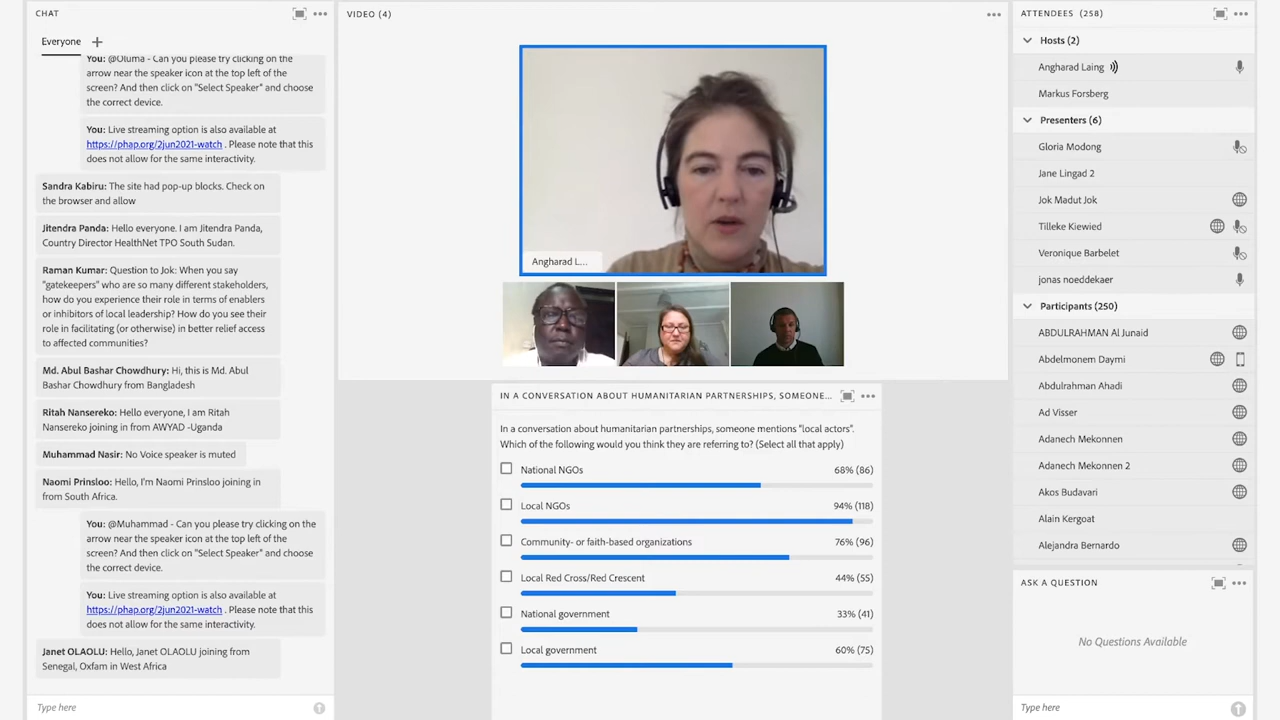 CHAT
Everyone
You: @Oluma - Can you please try clicking on the
arrow near the speaker icon at the top left of the
screen? And then click on "Select Speaker" and choose
the correct device.
You: Live streaming option is also available at
https://phap.org/2jun2021-watch . Please note that this
does not allow for the same interactivity.
Sandra Kabiru: The site had pop-up blocks. Check on
the browser and allow
Jitendra Panda: Hello everyone. I am Jitendra Panda,
Country Director HealthNet TPO South Sudan.
Raman Kumar: Question to Jok: When you say
"gatekeepers" who are so many different stakeholders,
how do you experience their role in terms of enablers
or inhibitors of local leadership? How do you see their
role in facilitating (or otherwise) in better relief access
to affected communities?
Md. Abul Bashar Chowdhury: Hi, this is Md. Abul
Bashar Chowdhury from Bangladesh
Ritah Nansereko: Hello everyone, I am Ritah
Nansereko joining in from AWYAD -Uganda
Muhammad Nasir: No Voice speaker is muted
Naomi Prinsloo: Hello, I'm Naomi Prinsloo joining in
from South Africa.
You: @Muhammad - Can you please try clicking on the
arrow near the speaker icon at the top left of the
screen? And then click on "Select Speaker" and choose
the correct device.
You: Live streaming option is also available at
https://phap.org/2jun2021-watch . Please note that this
does not allow for the same interactivity.
Janet OLAOLU: Hello, Janet OLAOLU joining from
Senegal, Oxfam in West Africa
Type here
VIDEO (4)
Angharad L...
IN A CONVERSATION ABOUT HUMANITARIAN PARTNERSHIPS, SOMEONE...
In a conversation about humanitarian partnerships, someone mentions "local actors".
Which of the following would you think they are referring to? (Select all that apply)
National NGOs 68% (86)
Local NGOs 94% (118)
Community- or faith-based organizations 76% (96)
Local Red Cross/Red Crescent 44% (55)
National government 33% (41)
Local government 60% (75)
ATTENDEES (258)
Hosts (2)
Angharad Laing
Markus Forsberg
Presenters (6)
Gloria Modong
Jane Lingad 2
Jok Madut Jok
Tilleke Kiewied
Veronique Barbelet
jonas noeddekaer
Participants (250)
ABDULRAHMAN Al Junaid
Abdelmonem Daymi
Abdulrahman Ahadi
Ad Visser
Adanech Mekonnen
Adanech Mekonnen 2
Akos Budavari
Alain Kergoat
Alejandra Bernardo
ASK A QUESTION
No Questions Available
Type here